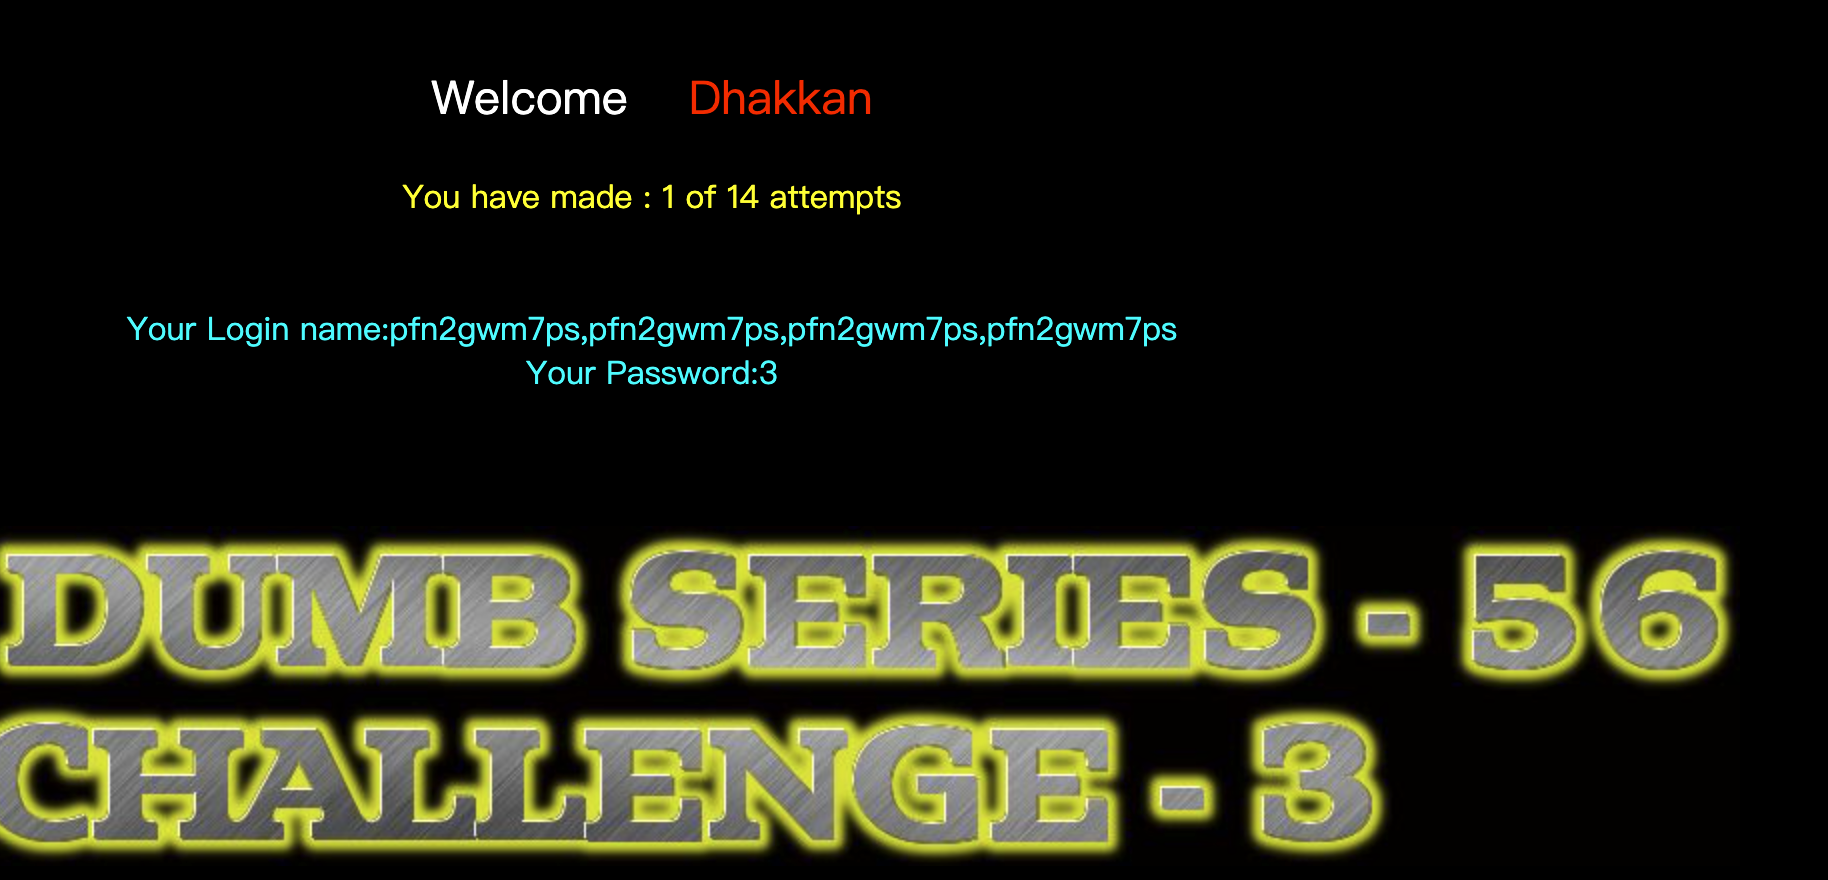 Welcome Dhakkan
You have made : 1 of 14 attempts
Your Login name:pfn2gwm7ps,pfn2gwm7ps,pfn2gwm7ps,pfn2gwm7ps
Your Password:3
DUMB SERIES - 56
CHALLENGE - 3